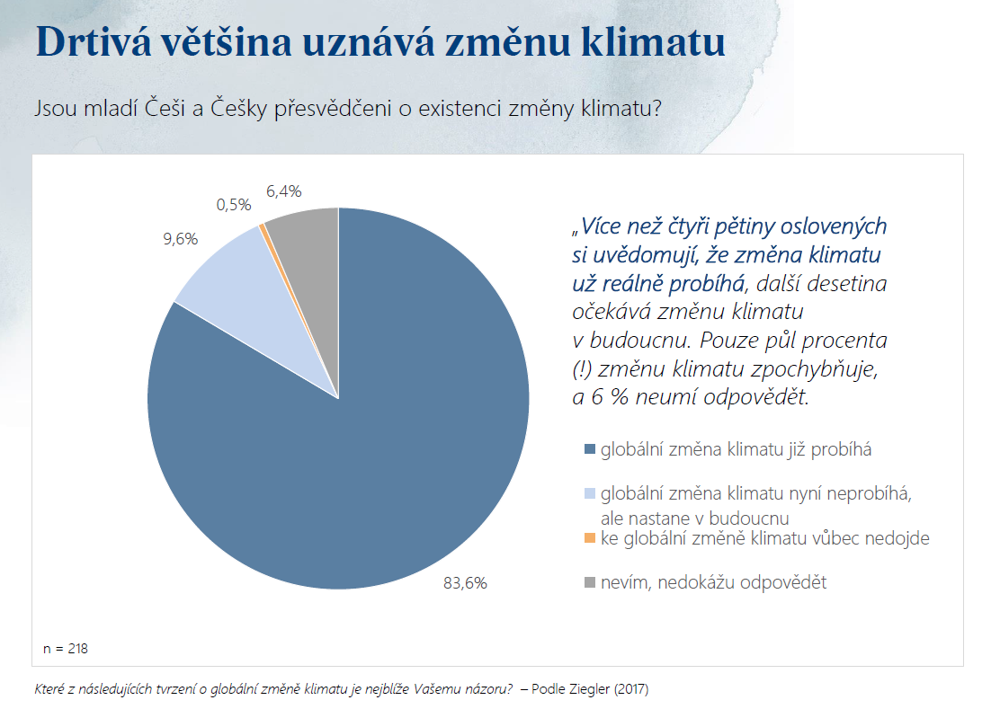 Drtivá většina uznává změnu klimatu
Jsou mladí Češi a Češky přesvědčeni o existenci změny klimatu?
6,4%
0,5%
9,6%
83,6%
„Více než čtyři pětiny oslovených
si uvědomují, že změna klimatu
už reálně probíhá, další desetina
očekává změnu klimatu
v budoucnu. Pouze půl procenta
(!) změnu klimatu zpochybňuje,
a 6 % neumí odpovědět.
globální změna klimatu již probíhá
globální změna klimatu nyní neprobíhá,
ale nastane v budoucnu
ke globální změně klimatu vůbec nedojde
nevím, nedokážu odpovědět
n = 218
Které z následujících tvrzení o globální změně klimatu je nejblíže Vašemu názoru? – Podle Ziegler (2017)